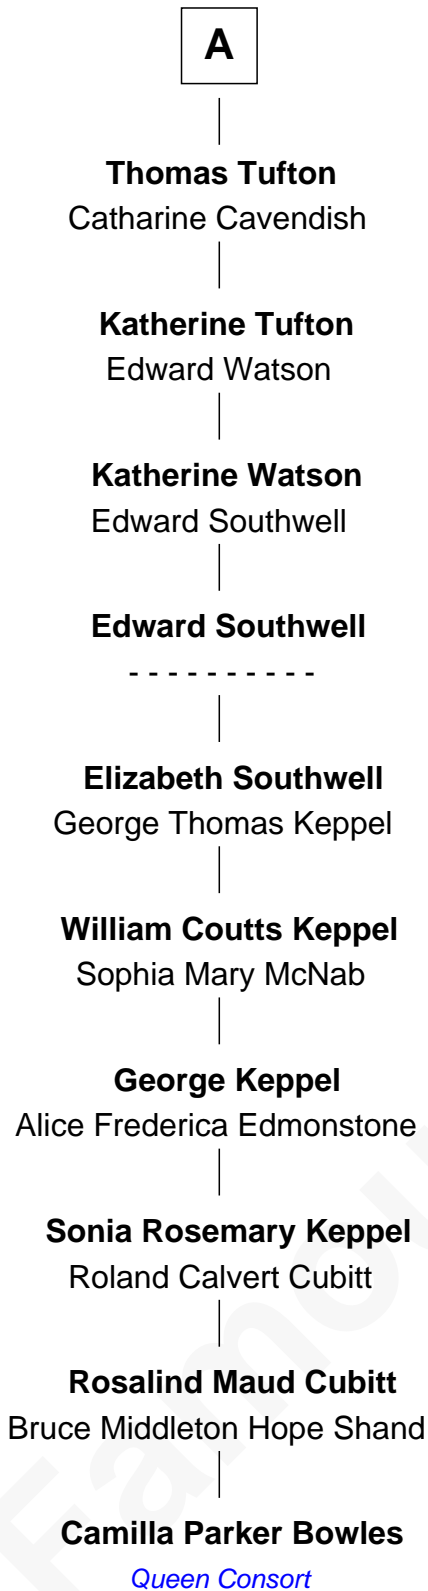 A
Thomas Tufton
Catharine Cavendish
Katherine Tufton
Edward Watson
Katherine Watson
Edward Southwell
Edward Southwell
- - - - - - - - - -
Elizabeth Southwell
George Thomas Keppel
William Coutts Keppel
Sophia Mary McNab
George Keppel
Alice Frederica Edmonstone
Sonia Rosemary Keppel
Roland Calvert Cubitt
Rosalind Maud Cubitt
Bruce Middleton Hope Shand
Camilla Parker Bowles
Queen Consort
Famou